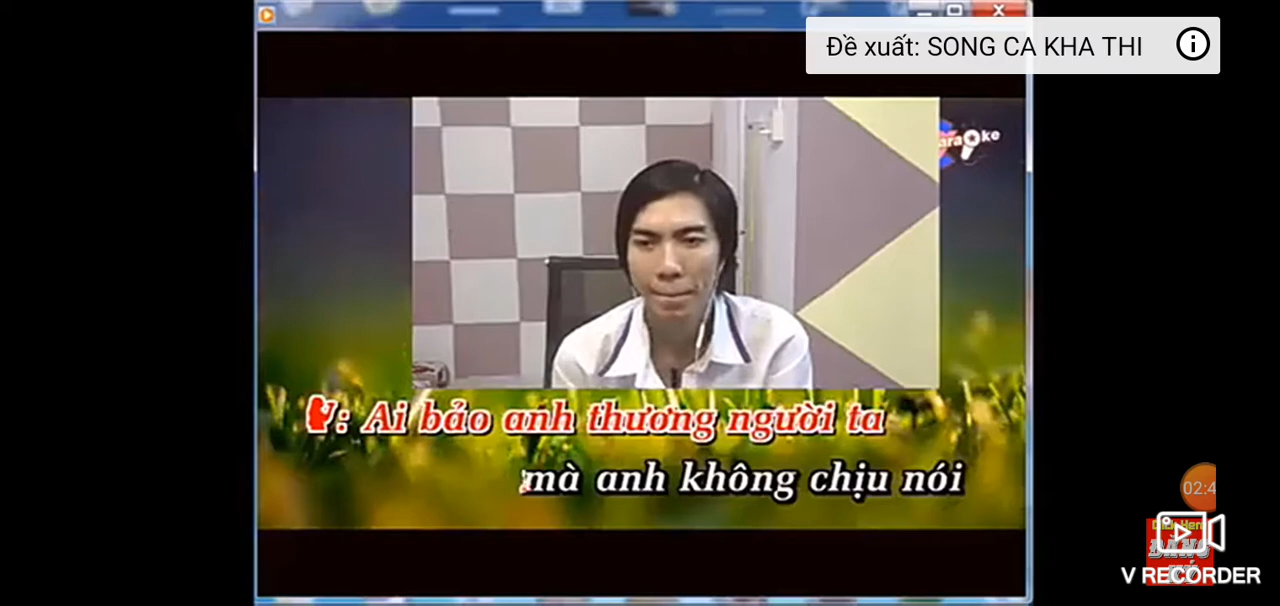 Đề xuất: SONG CA KHA THI
: Ai bảo anh thương người ta
mà anh không chịu nói
02:4
V RECORDER